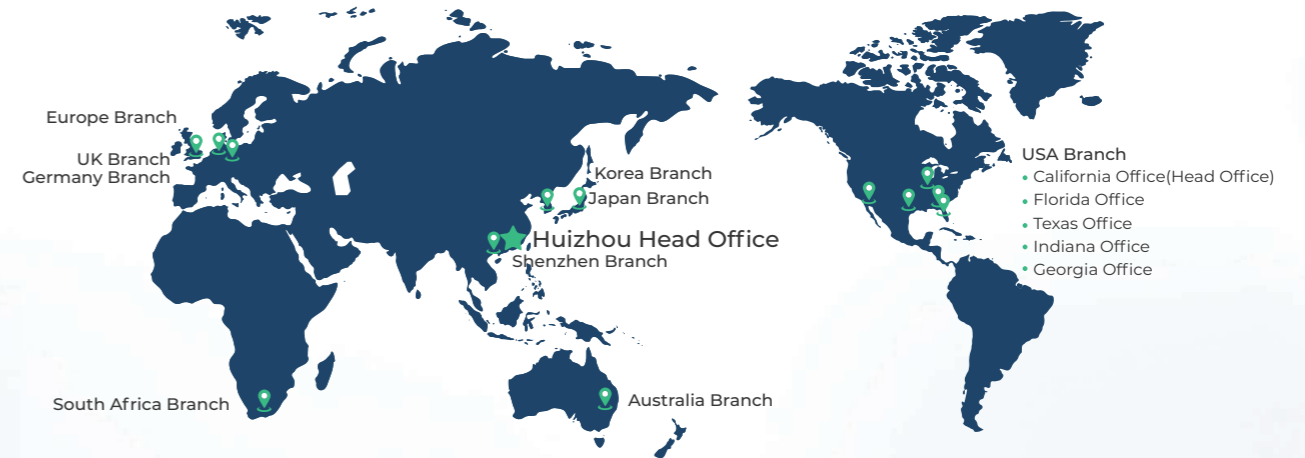 Europe Branch
UK Branch
Germany Branch
Korea Branch
Japan Branch
Huizhou Head Office
Shenzhen Branch
South Africa Branch
Australia Branch
USA Branch
• California Office(Head Office)
• Florida Office
• Texas Office
• Indiana Office
• Georgia Office